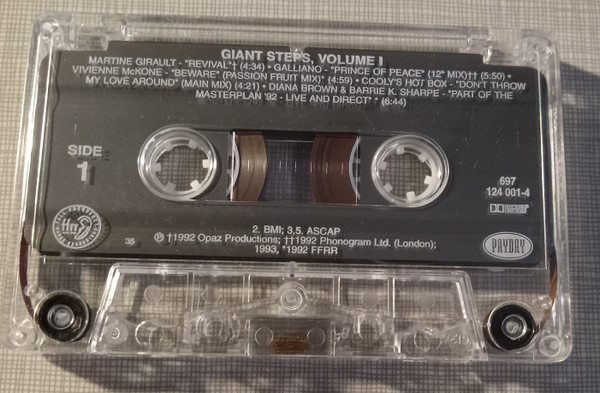 GIANT STEPS, VOLUME I
MARTINE GIRAULT - "REVIVAL"† (4:34) • GALLIANO - "PRINCE OF PEACE" (12" MIX)†† (5:50) •
VIVIENNE McKONE - "BEWARE" (PASSION FRUIT MIX)* (4:59) • COOLY'S HOT BOX - "DON'T THROW
MY LOVE AROUND" (MAIN MIX) (4:21) • DIANA BROWN & BARRIE K. SHARPE - "PART OF THE
MASTERPLAN '92 - LIVE AND DIRECT" * (6:44)
SIDE
1
697
124 001-4
ffrr
35
2. BMI; 3,5. ASCAP
℗ †1992 Opaz Productions; ††1992 Phonogram Ltd. (London);
1993, *1992 FFRR
PAYDAY